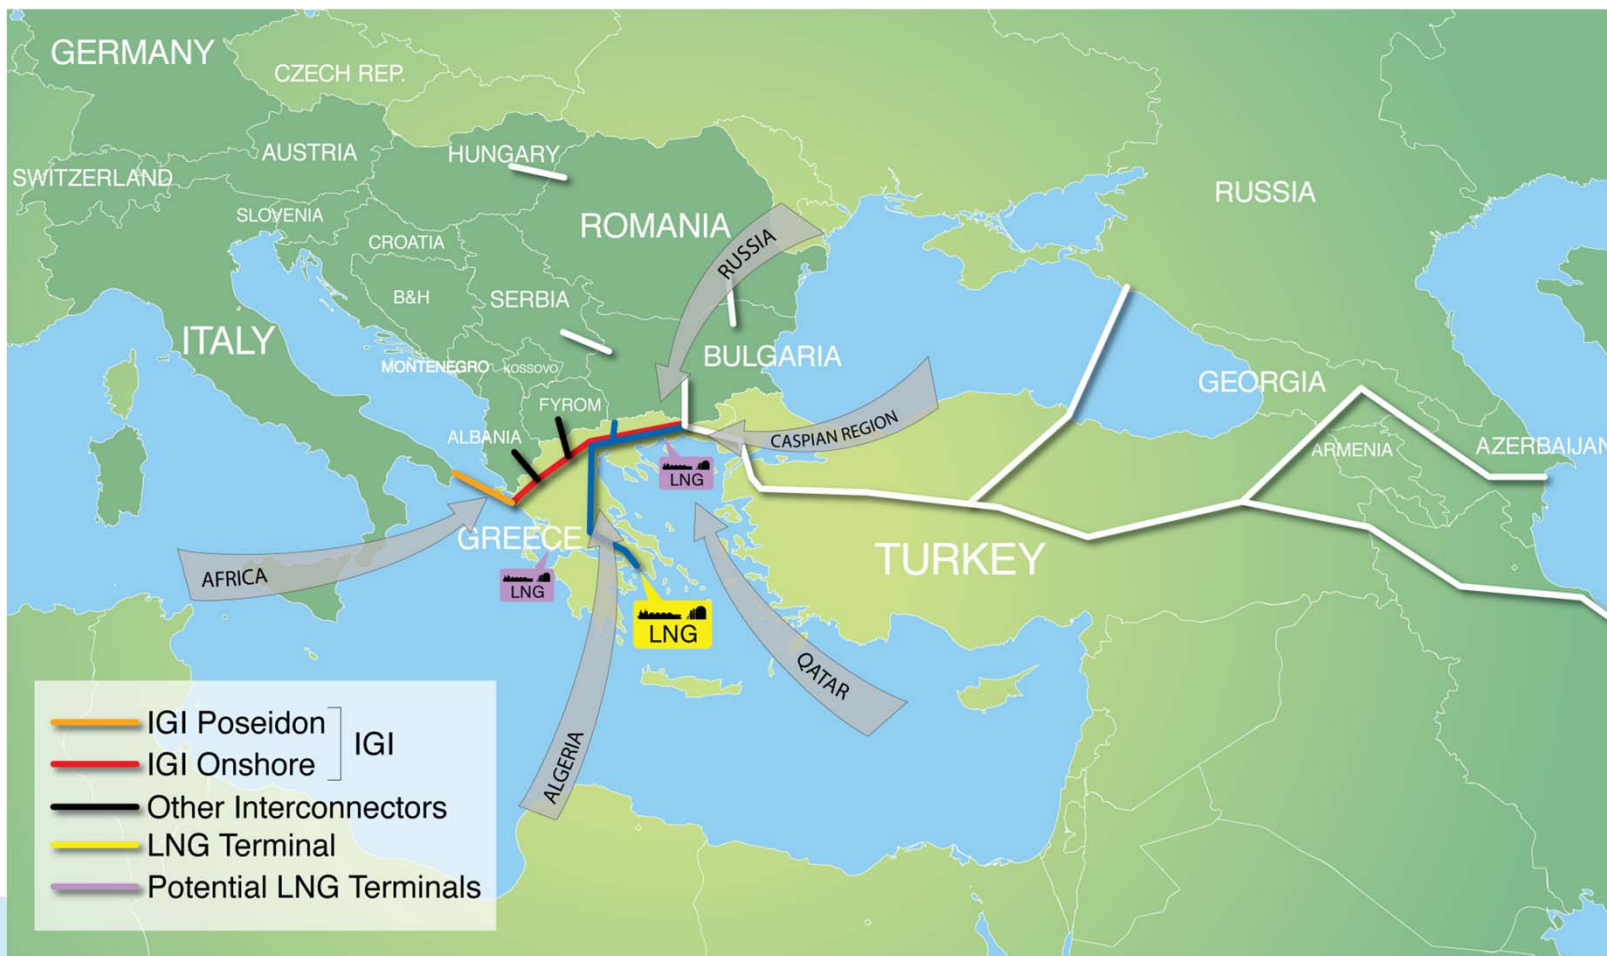 GERMANY
CZECH REP.
AUSTRIA
HUNGARY
SWITZERLAND
RUSSIA
SLOVENIA
ROMANIA
CROATIA
RUSSIA
B&H
SERBIA
ITALY
BULGARIA
MONTENEGRO
KOSSOVO
GEORGIA
FYROM
CASPIAN REGION
ALBANIA
ARMENIA
AZERBAIJAN
LNG
GREECE
TURKEY
AFRICA
LNG
LNG
QATAR
ALGERIA
IGI Poseidon
IGI
IGI Onshore
Other Interconnectors
LNG Terminal
Potential LNG Terminals